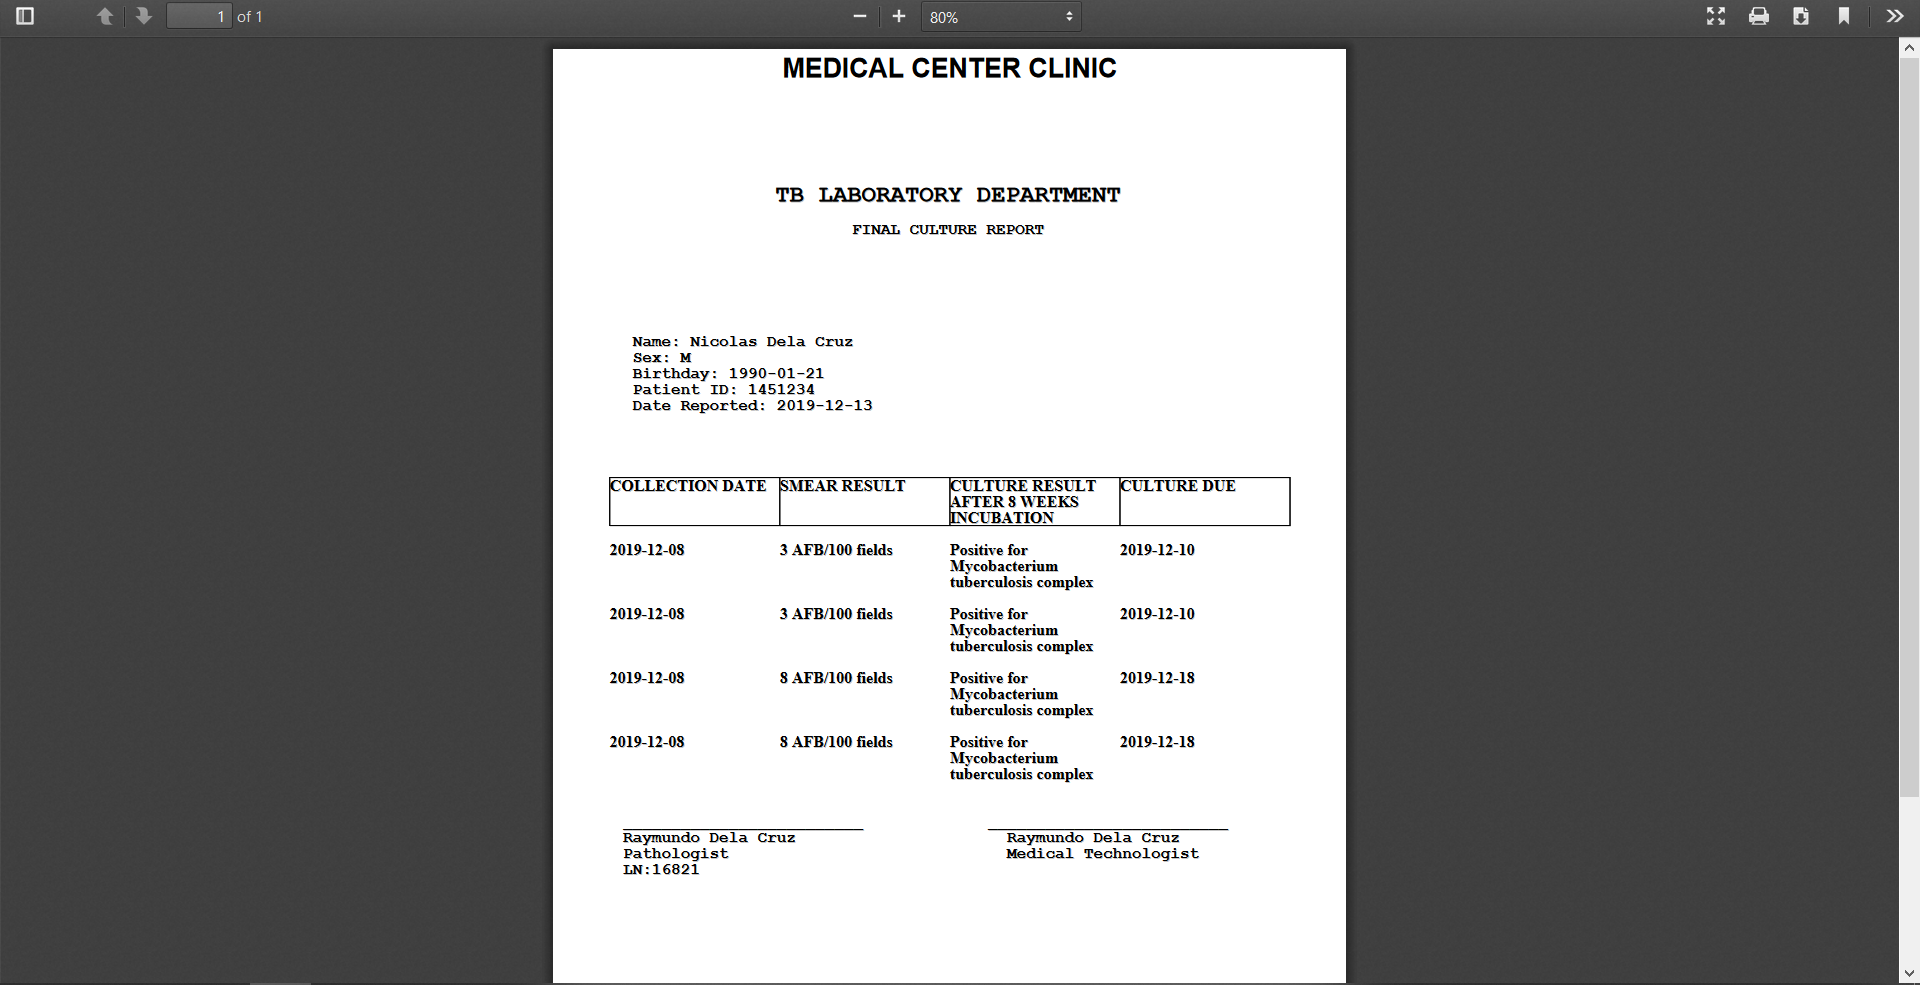 1 of 1
80%
MEDICAL CENTER CLINIC
TB LABORATORY DEPARTMENT
FINAL CULTURE REPORT
Name: Nicolas Dela Cruz
Sex: M
Birthday: 1990-01-21
Patient ID: 1451234
Date Reported: 2019-12-13
COLLECTION DATE SMEAR RESULT CULTURE RESULT CULTURE DUE
AFTER 8 WEEKS
INCUBATION
2019-12-08 3 AFB/100 fields Positive for 2019-12-10
Mycobacterium
tuberculosis complex
2019-12-08 3 AFB/100 fields Positive for 2019-12-10
Mycobacterium
tuberculosis complex
2019-12-08 8 AFB/100 fields Positive for 2019-12-18
Mycobacterium
tuberculosis complex
2019-12-08 8 AFB/100 fields Positive for 2019-12-18
Mycobacterium
tuberculosis complex
Raymundo Dela Cruz Raymundo Dela Cruz
Pathologist Medical Technologist
LN:16821